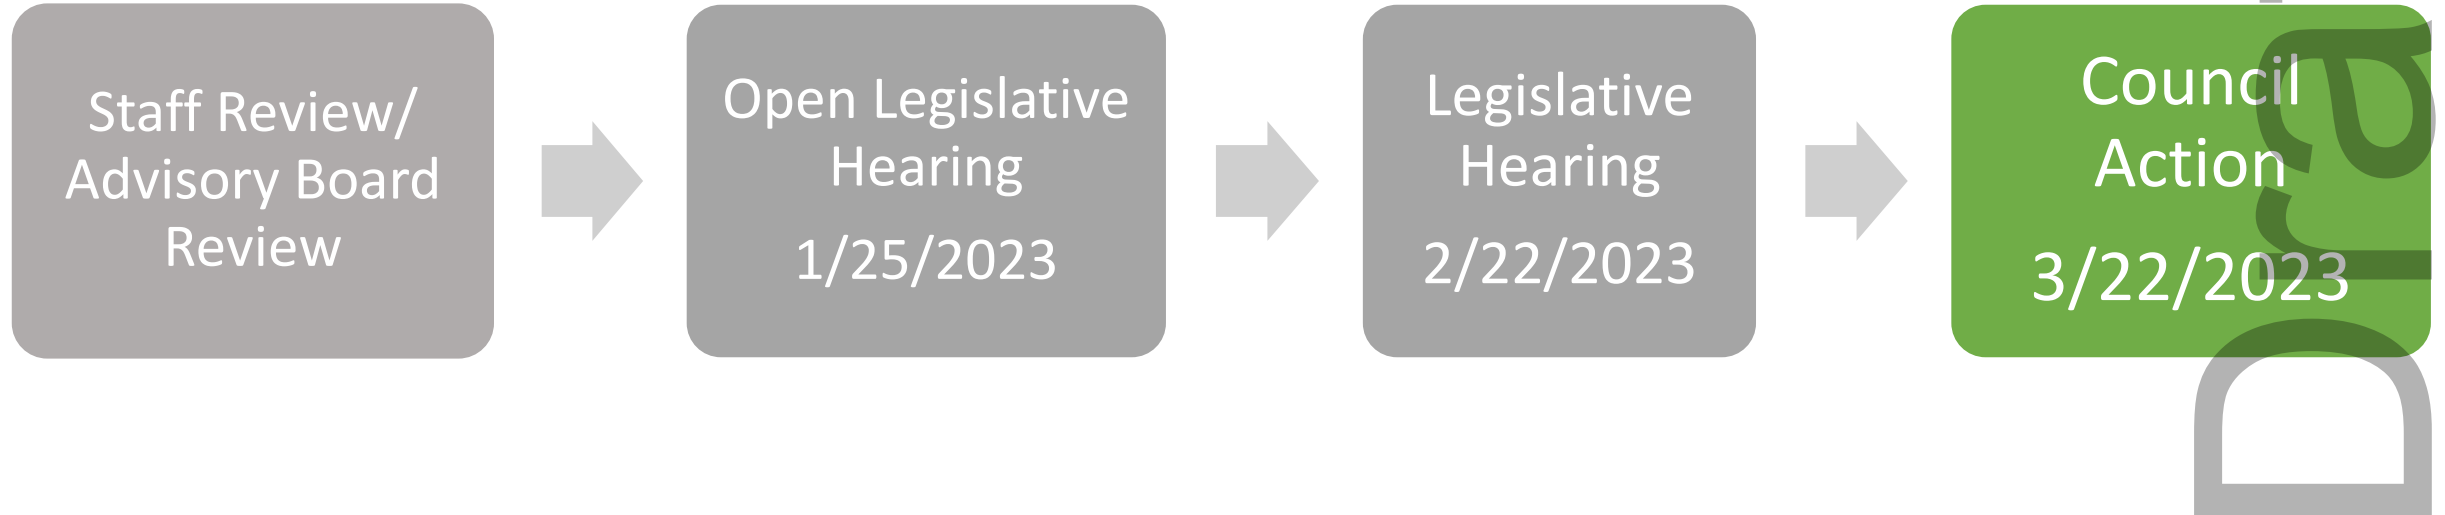 Staff Review/
Advisory Board
Review
Open Legislative
Hearing
1/25/2023
Legislative
Hearing
2/22/2023
Council
Action
3/22/2023
Dra